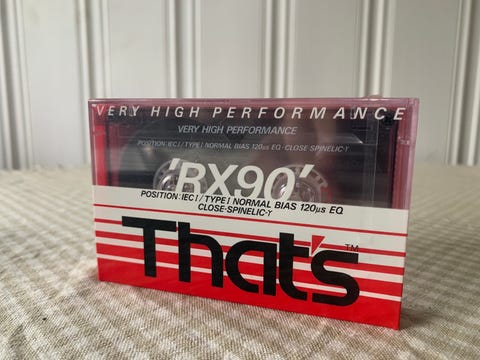 VERY HIGH PERFORMANCE
VERY HIGH PERFORMANCE
POSITION:IEC I/TYPE I NORMAL BIAS 120μs EQ·CLOSE-SPINELIC-γ
'RX90'
POSITION:IEC I/TYPE I NORMAL BIAS 120μs EQ
CLOSE-SPINELIC-γ
That's™